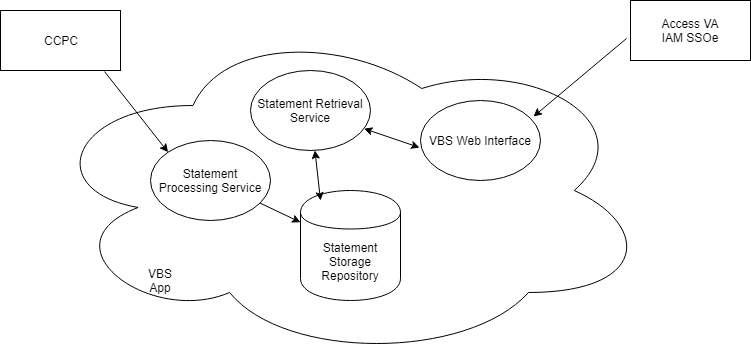 CCPC
Access VA
IAM SSOe
Statement Retrieval
Service
VBS Web Interface
Statement
Processing Service
Statement
Storage
Repository
VBS
App